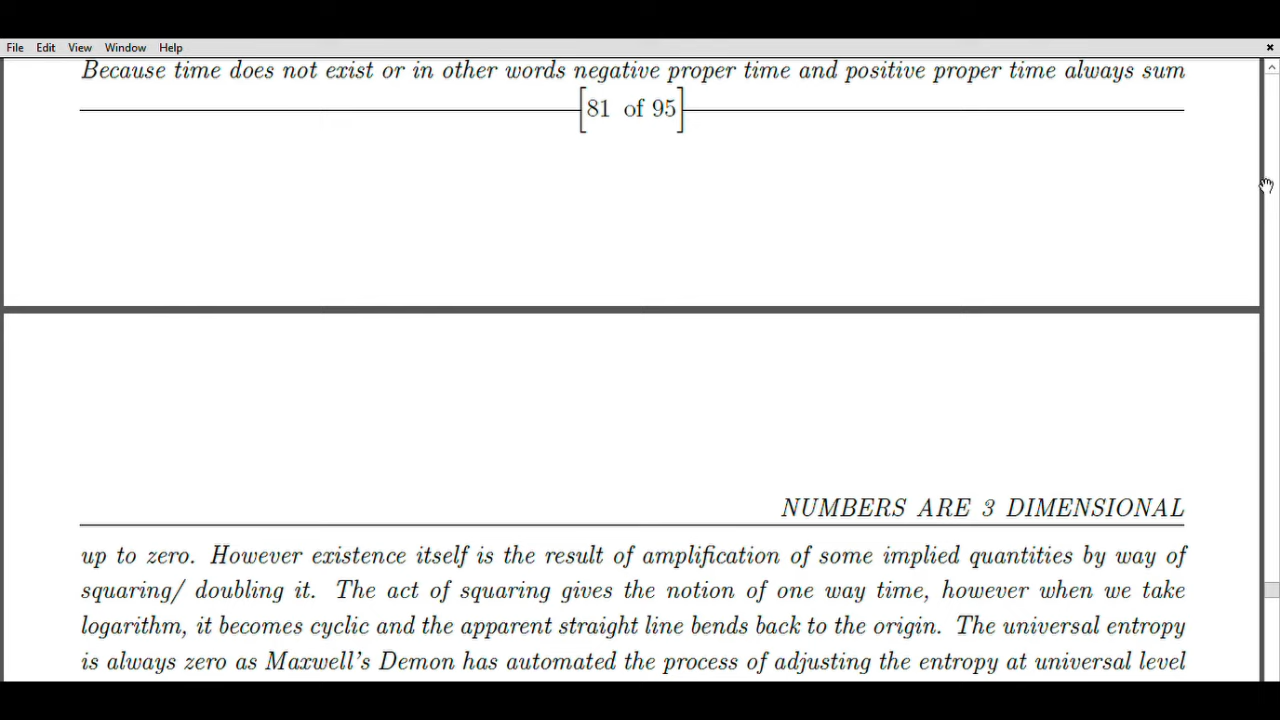 File Edit View Window Help
Because time does not exist or in other words negative proper time and positive proper time always sum
[81 of 95]
NUMBERS ARE 3 DIMENSIONAL
up to zero. However existence itself is the result of amplification of some implied quantities by way of
squaring/ doubling it. The act of squaring gives the notion of one way time, however when we take
logarithm, it becomes cyclic and the apparent straight line bends back to the origin. The universal entropy
is always zero as Maxwell's Demon has automated the process of adjusting the entropy at universal level